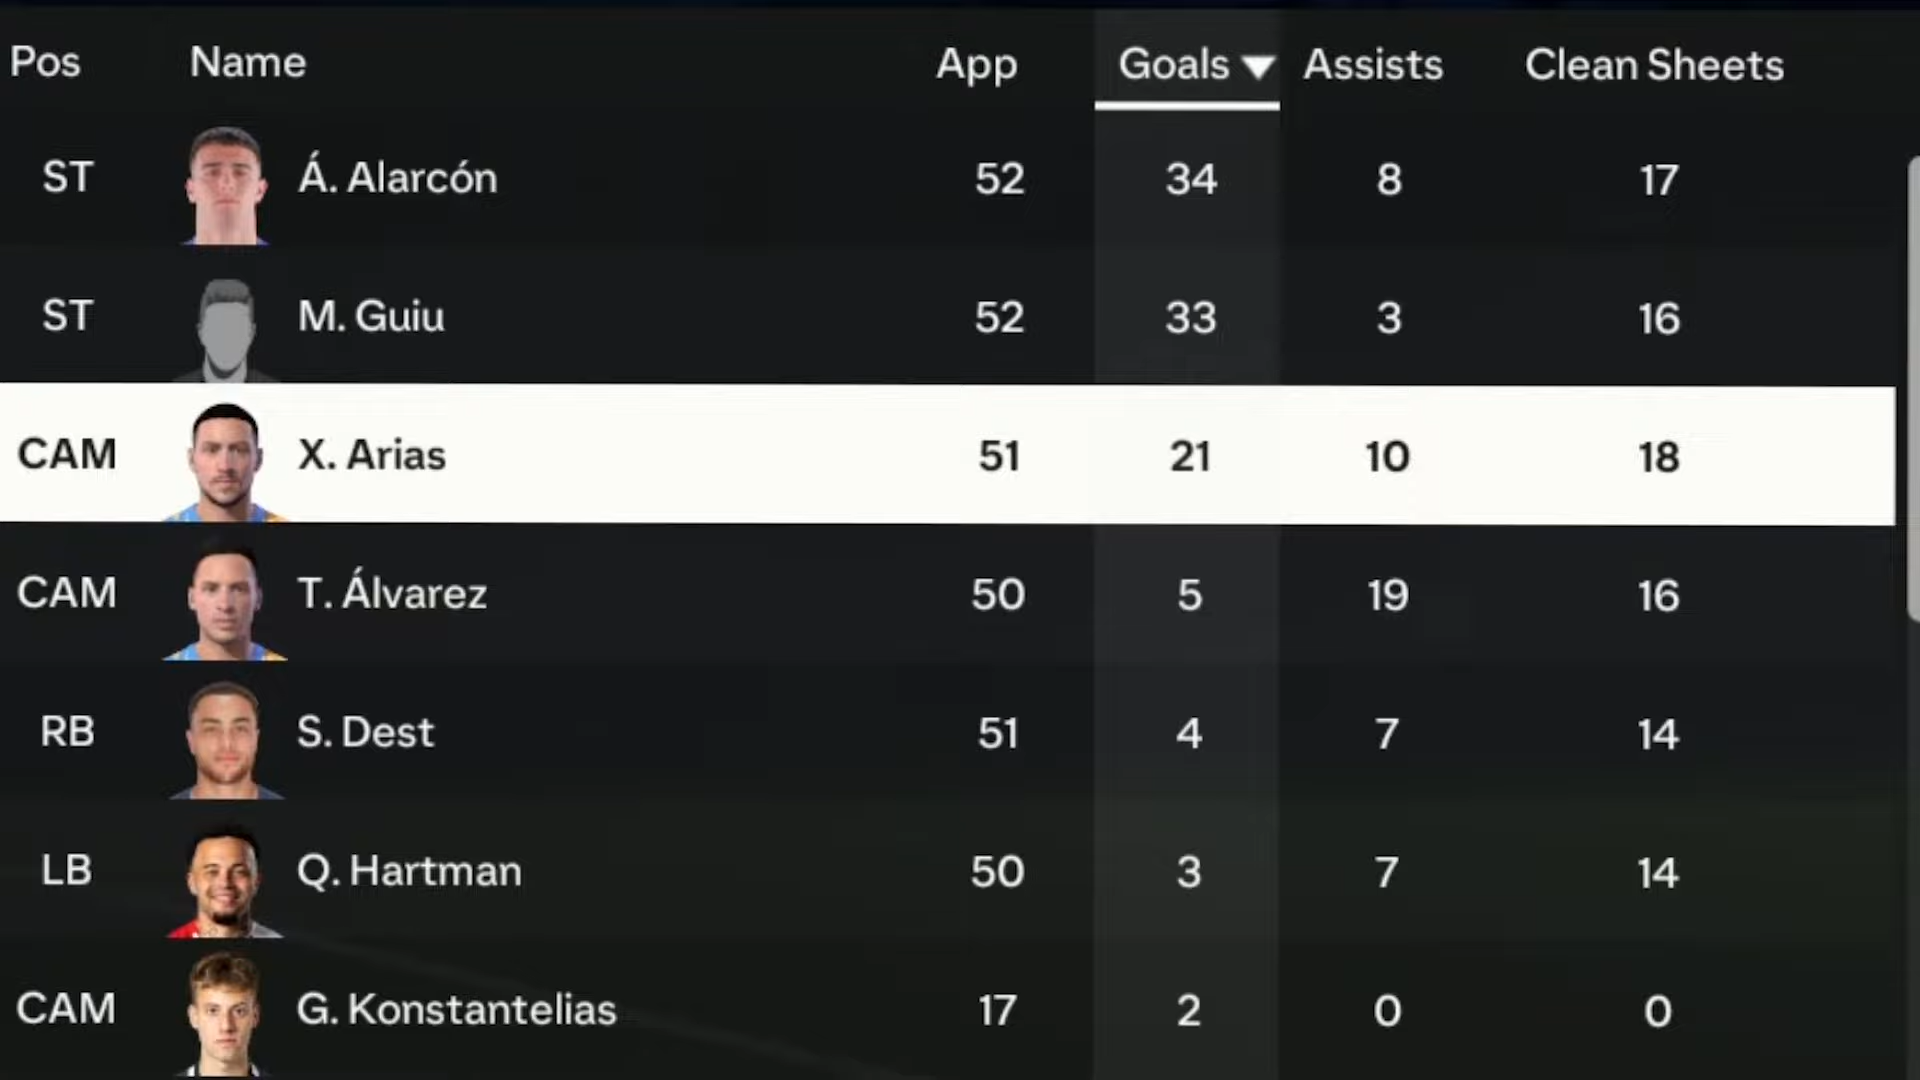 Pos Name App Goals Assists Clean Sheets
ST Á. Alarcón 52 34 8 17
ST M. Guiu 52 33 3 16
CAM X. Arias 51 21 10 18
CAM T. Álvarez 50 5 19 16
RB S. Dest 51 4 7 14
LB Q. Hartman 50 3 7 14
CAM G. Konstantelias 17 2 0 0